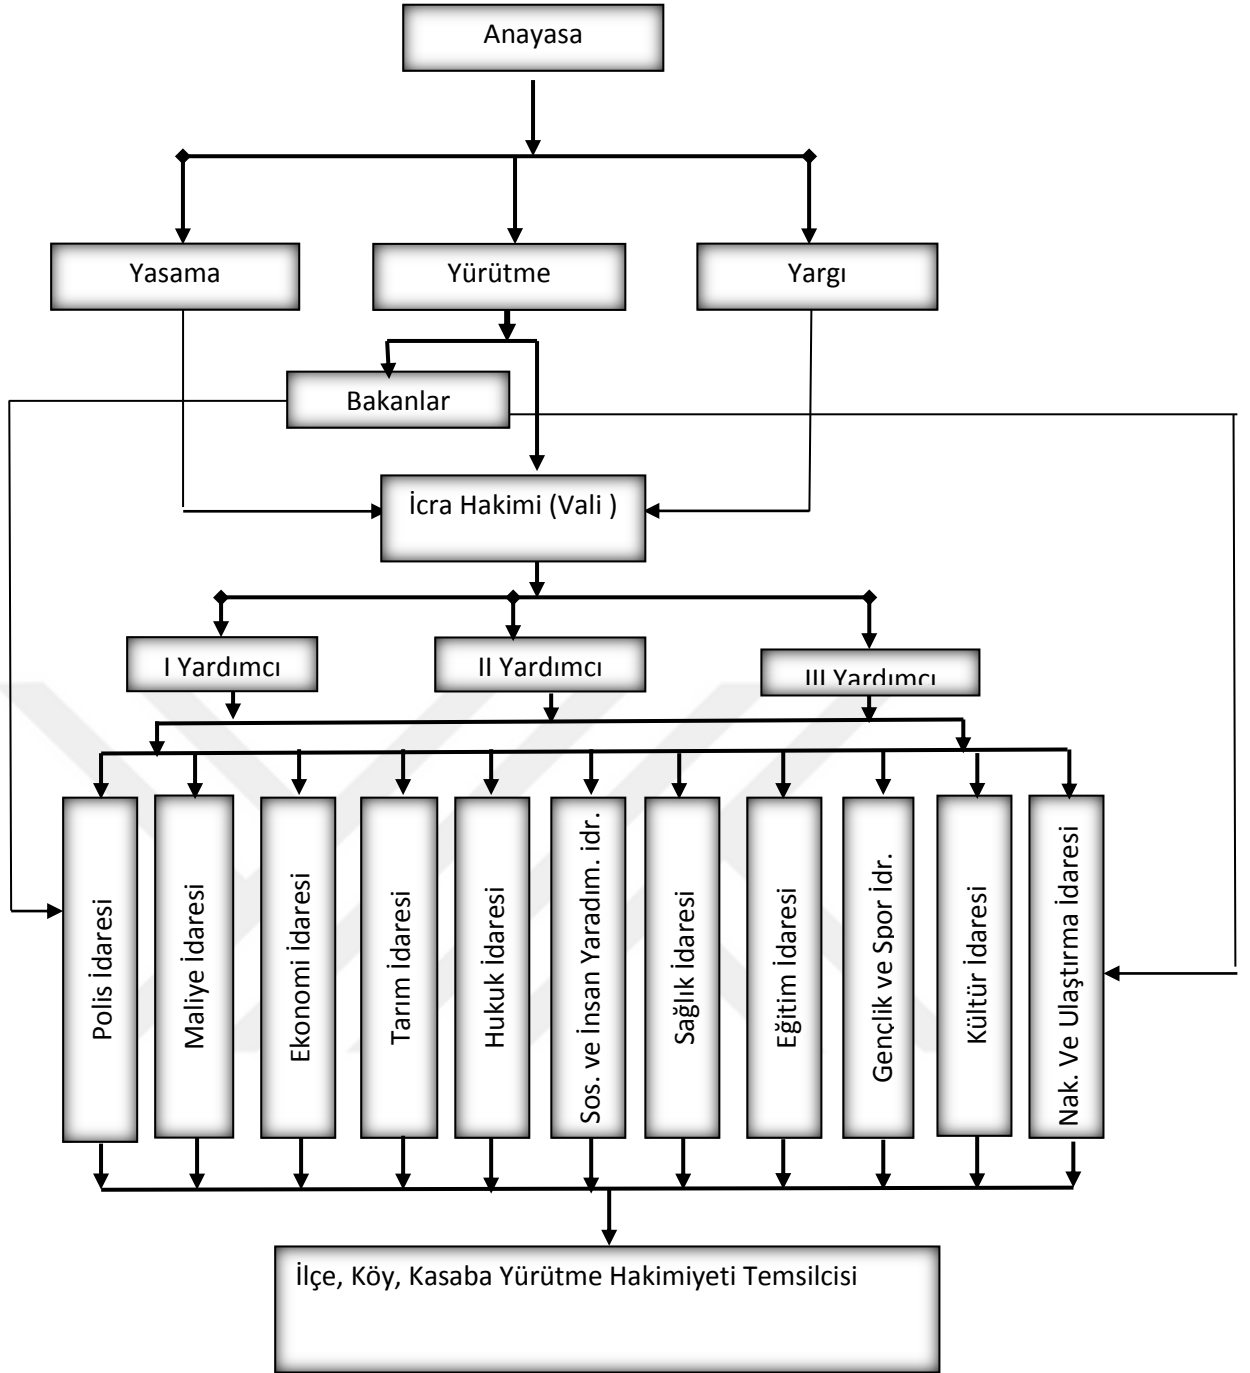 Anayasa
Yasama
Yürütme
Yargı
Bakanlar
İcra Hakimi (Vali )
I Yardımcı
II Yardımcı
III Yardımcı
Polis İdaresi
Maliye İdaresi
Ekonomi İdaresi
Tarım İdaresi
Hukuk İdaresi
Sos. ve İnsan Yaradım. idr.
Sağlık İdaresi
Eğitim İdaresi
Gençlik ve Spor İdr.
Kültür İdaresi
Nak. Ve Ulaştırma İdaresi
İlçe, Köy, Kasaba Yürütme Hakimiyeti Temsilcisi